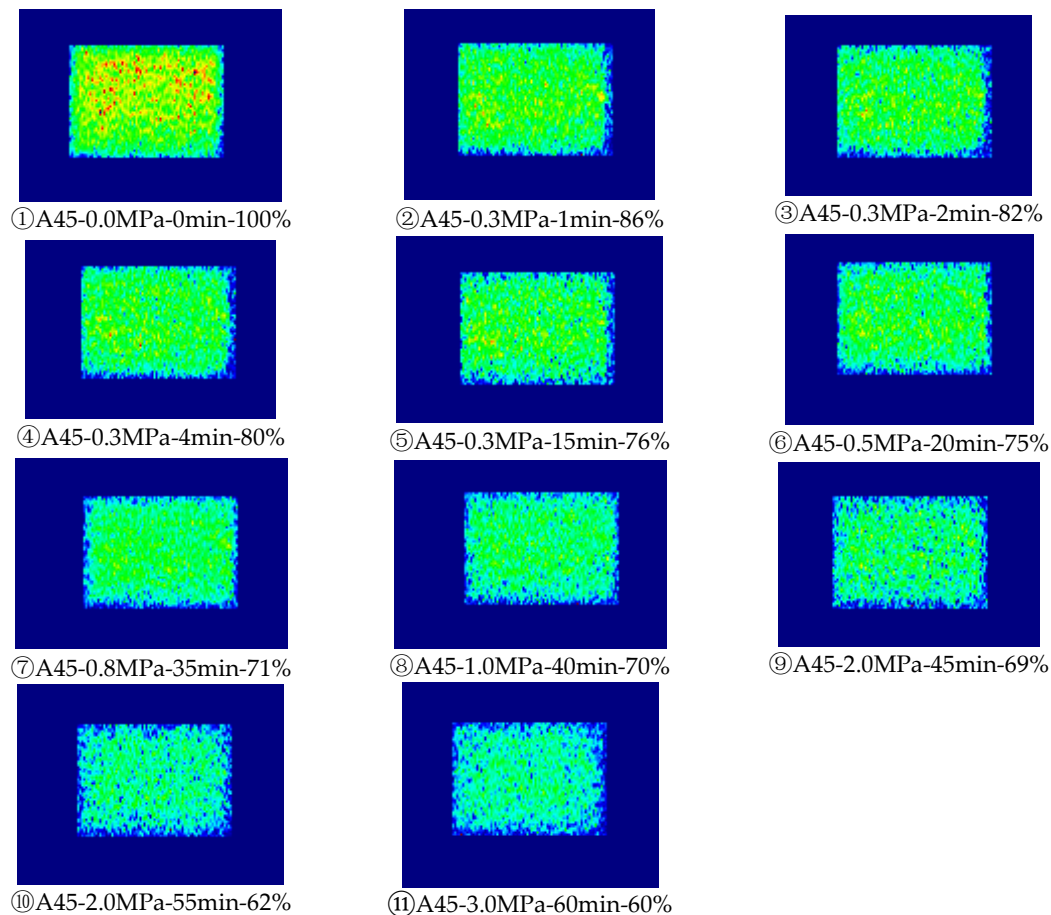 ①A45-0.0MPa-0min-100%
②A45-0.3MPa-1min-86%
③A45-0.3MPa-2min-82%
④A45-0.3MPa-4min-80%
⑤A45-0.3MPa-15min-76%
⑥A45-0.5MPa-20min-75%
⑦A45-0.8MPa-35min-71%
⑧A45-1.0MPa-40min-70%
⑨A45-2.0MPa-45min-69%
⑩A45-2.0MPa-55min-62%
⑪A45-3.0MPa-60min-60%